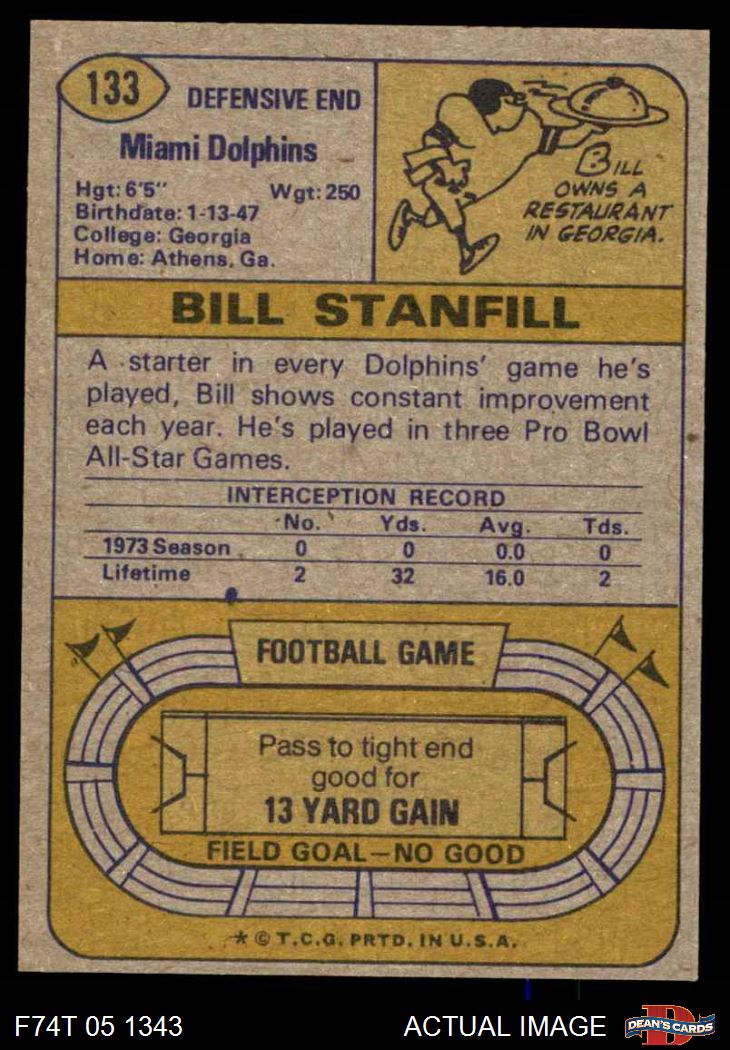 133
DEFENSIVE END
Miami Dolphins
Hgt: 6'5" Wgt: 250
Birthdate: 1-13-47
College: Georgia
Home: Athens, Ga.
BILL
OWNS A
RESTAURANT
IN GEORGIA.
BILL STANFILL
A starter in every Dolphins' game he's
played, Bill shows constant improvement
each year. He's played in three Pro Bowl
All-Star Games.
INTERCEPTION RECORD
No. Yds. Avg. Tds.
1973 Season 0 0 0.0 0
Lifetime 2 32 16.0 2
FOOTBALL GAME
Pass to tight end
good for
13 YARD GAIN
FIELD GOAL—NO GOOD
* © T.C.G. PRTD. IN U.S.A.
F74T 05 1343 ACTUAL IMAGE D DEAN'S CARDS